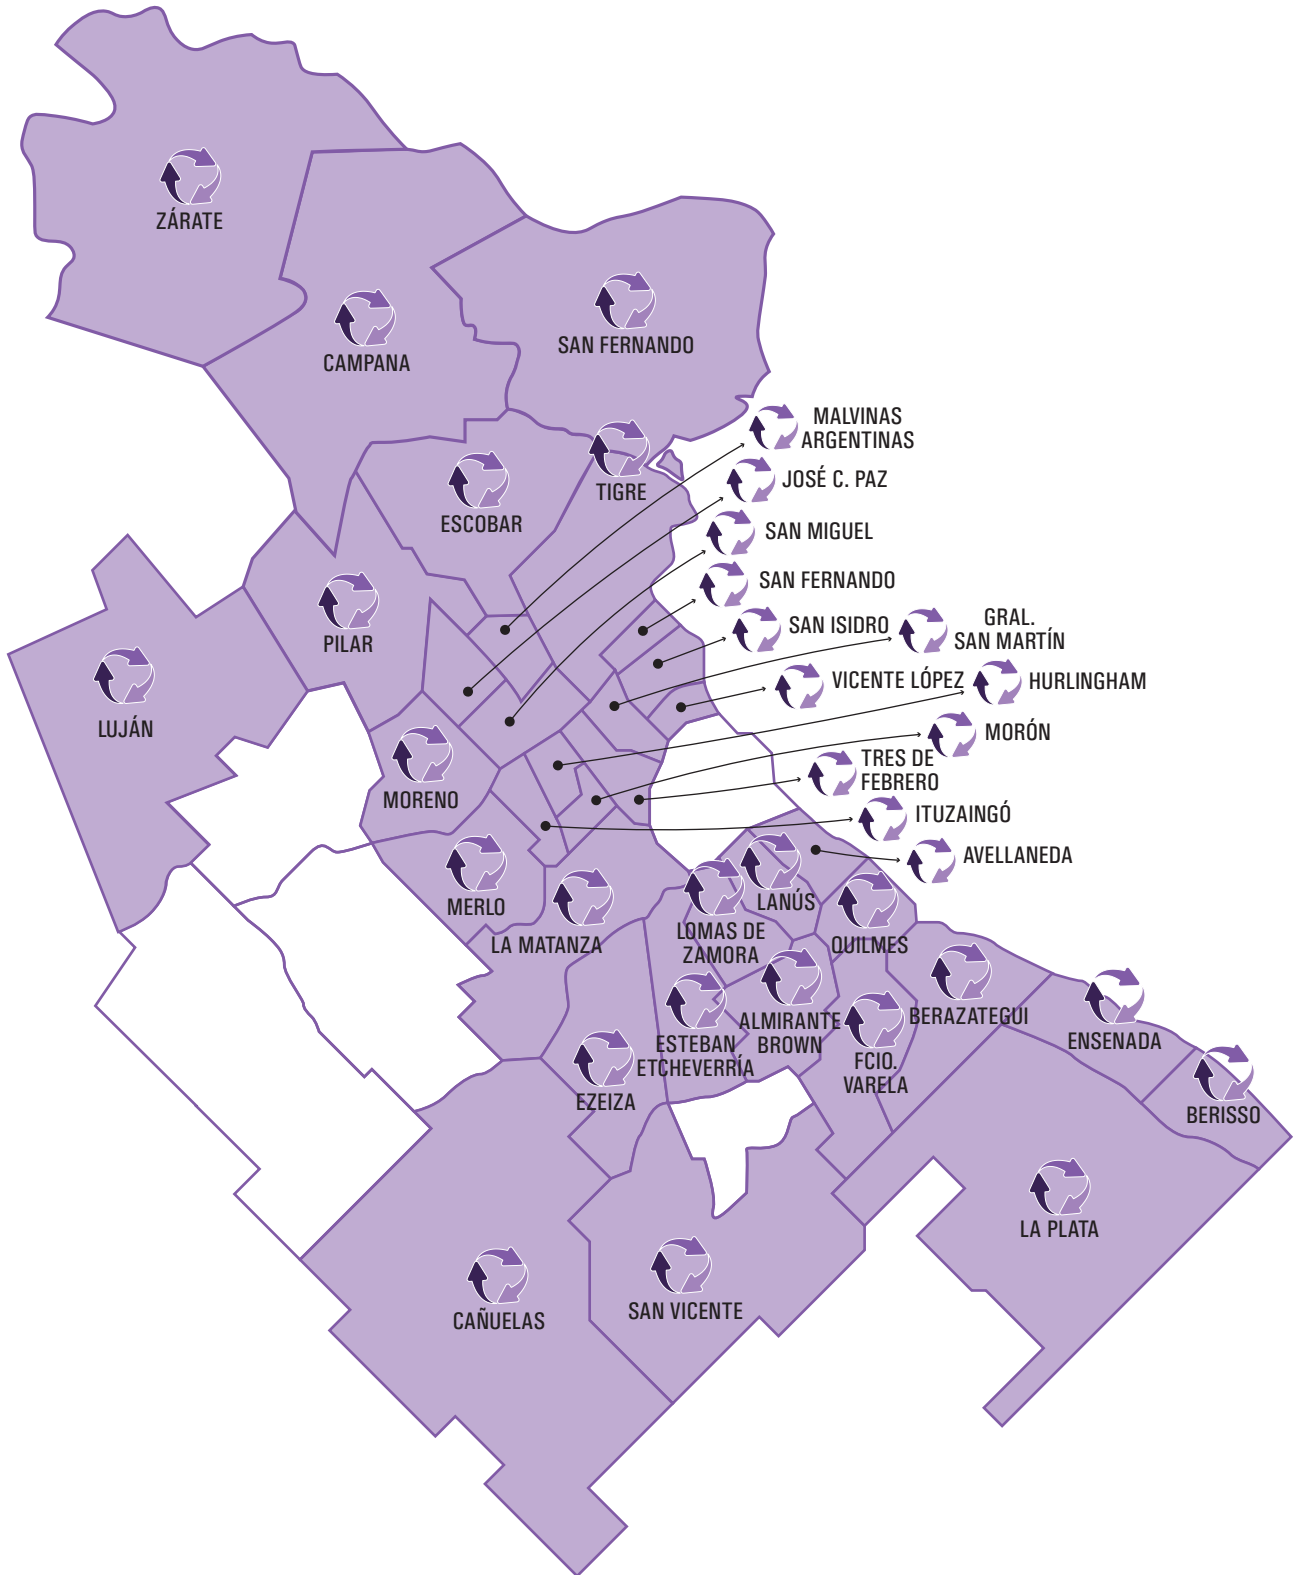 ZÁRATE
CAMPANA
SAN FERNANDO
MALVINAS
ARGENTINAS
JOSÉ C. PAZ
TIGRE
ESCOBAR
SAN MIGUEL
SAN FERNANDO
PILAR
SAN ISIDRO
GRAL.
SAN MARTÍN
VICENTE LÓPEZ
HURLINGHAM
LUJÁN
MORÓN
TRES DE
FEBRERO
MORENO
ITUZAINGÓ
AVELLANEDA
MERLO
LANÚS
LA MATANZA
LOMAS DE
ZAMORA
QUILMES
ALMIRANTE
BROWN
BERAZATEGUI
ENSENADA
ESTEBAN
ETCHEVERRÍA
FCIO.
VARELA
EZEIZA
BERISSO
LA PLATA
SAN VICENTE
CAÑUELAS